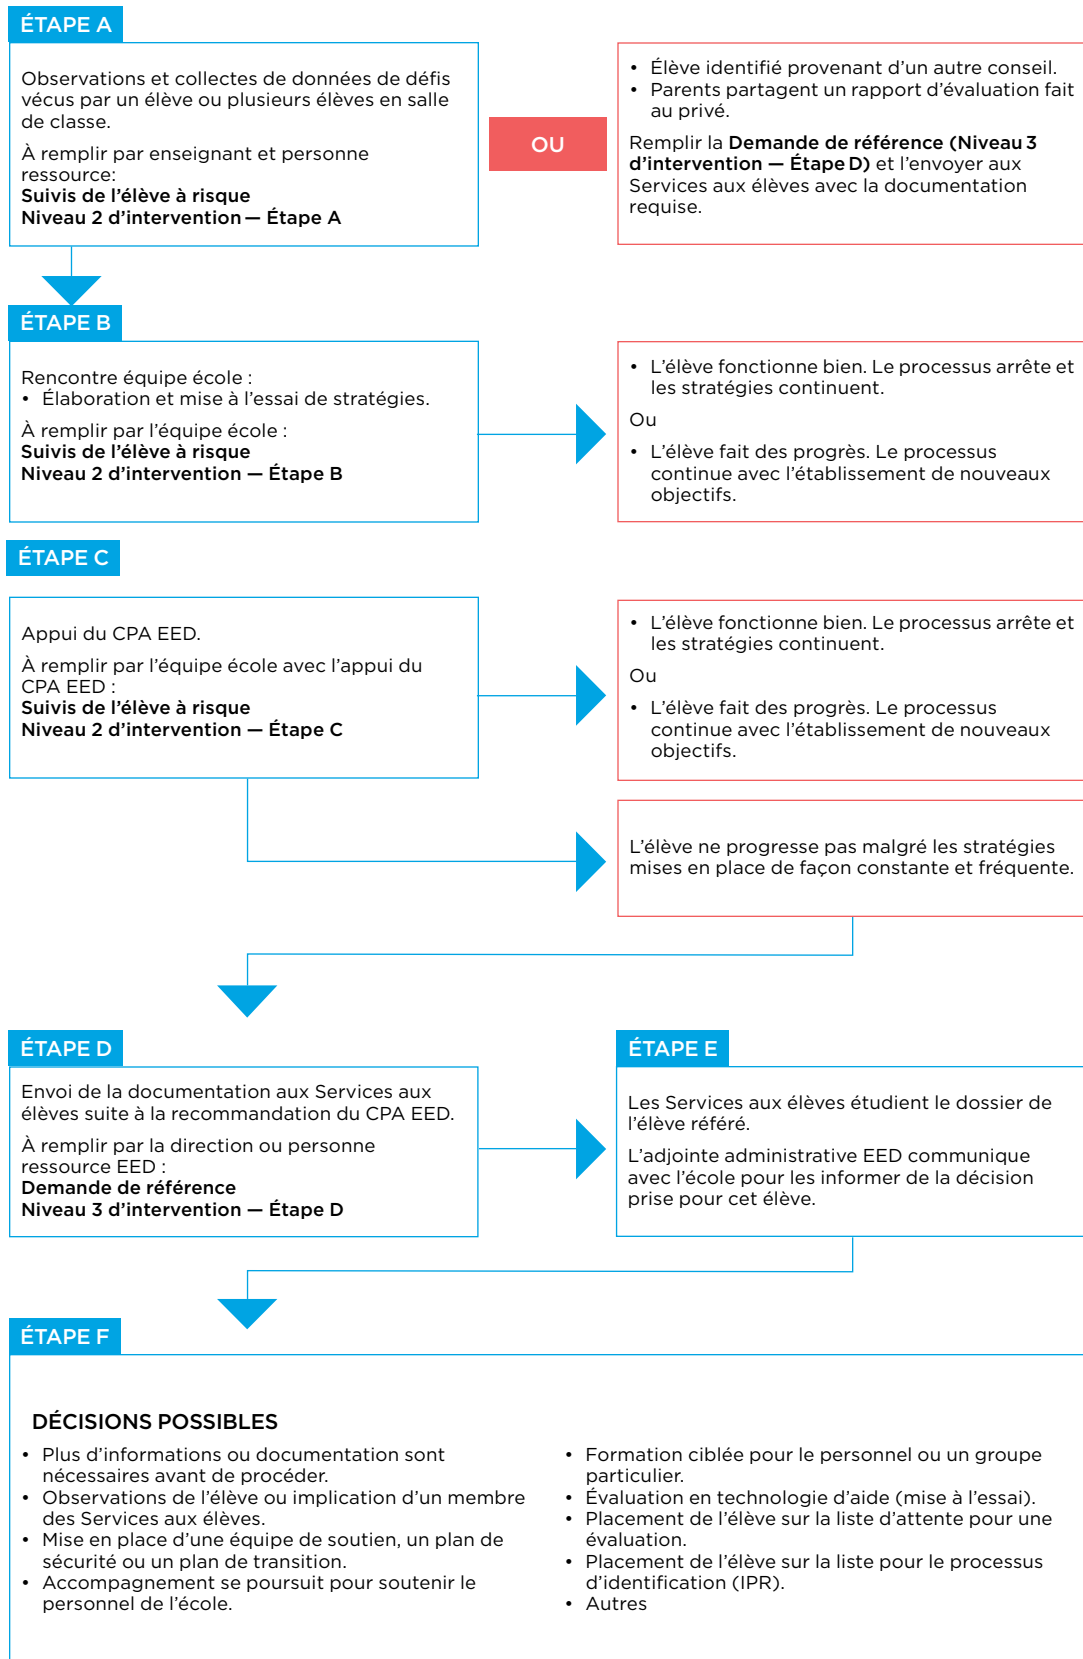 ÉTAPE A
Observations et collectes de données de défis
vécus par un élève ou plusieurs élèves en salle
de classe.
À remplir par enseignant et personne
ressource:
Suivis de l’élève à risque
Niveau 2 d’intervention — Étape A
OU
• Élève identifié provenant d’un autre conseil.
• Parents partagent un rapport d’évaluation fait
au privé.
Remplir la Demande de référence (Niveau 3
d’intervention — Étape D) et l’envoyer aux
Services aux élèves avec la documentation
requise.
ÉTAPE B
Rencontre équipe école :
• Élaboration et mise à l’essai de stratégies.
À remplir par l’équipe école :
Suivis de l’élève à risque
Niveau 2 d’intervention — Étape B
• L’élève fonctionne bien. Le processus arrête et
les stratégies continuent.
Ou
• L’élève fait des progrès. Le processus
continue avec l’établissement de nouveaux
objectifs.
ÉTAPE C
Appui du CPA EED.
À remplir par l’équipe école avec l’appui du
CPA EED :
Suivis de l’élève à risque
Niveau 2 d’intervention — Étape C
• L’élève fonctionne bien. Le processus arrête et
les stratégies continuent.
Ou
• L’élève fait des progrès. Le processus
continue avec l’établissement de nouveaux
objectifs.
L’élève ne progresse pas malgré les stratégies
mises en place de façon constante et fréquente.
ÉTAPE D
Envoi de la documentation aux Services aux
élèves suite à la recommandation du CPA EED.
À remplir par la direction ou personne
ressource EED :
Demande de référence
Niveau 3 d’intervention — Étape D
ÉTAPE E
Les Services aux élèves étudient le dossier de
l’élève référé.
L’adjointe administrative EED communique
avec l’école pour les informer de la décision
prise pour cet élève.
ÉTAPE F
DÉCISIONS POSSIBLES
• Plus d’informations ou documentation sont
nécessaires avant de procéder.
• Observations de l’élève ou implication d’un membre
des Services aux élèves.
• Mise en place d’une équipe de soutien, un plan de
sécurité ou un plan de transition.
• Accompagnement se poursuit pour soutenir le
personnel de l’école.
• Formation ciblée pour le personnel ou un groupe
particulier.
• Évaluation en technologie d’aide (mise à l’essai).
• Placement de l’élève sur la liste d’attente pour une
évaluation.
• Placement de l’élève sur la liste pour le processus
d’identification (IPR).
• Autres